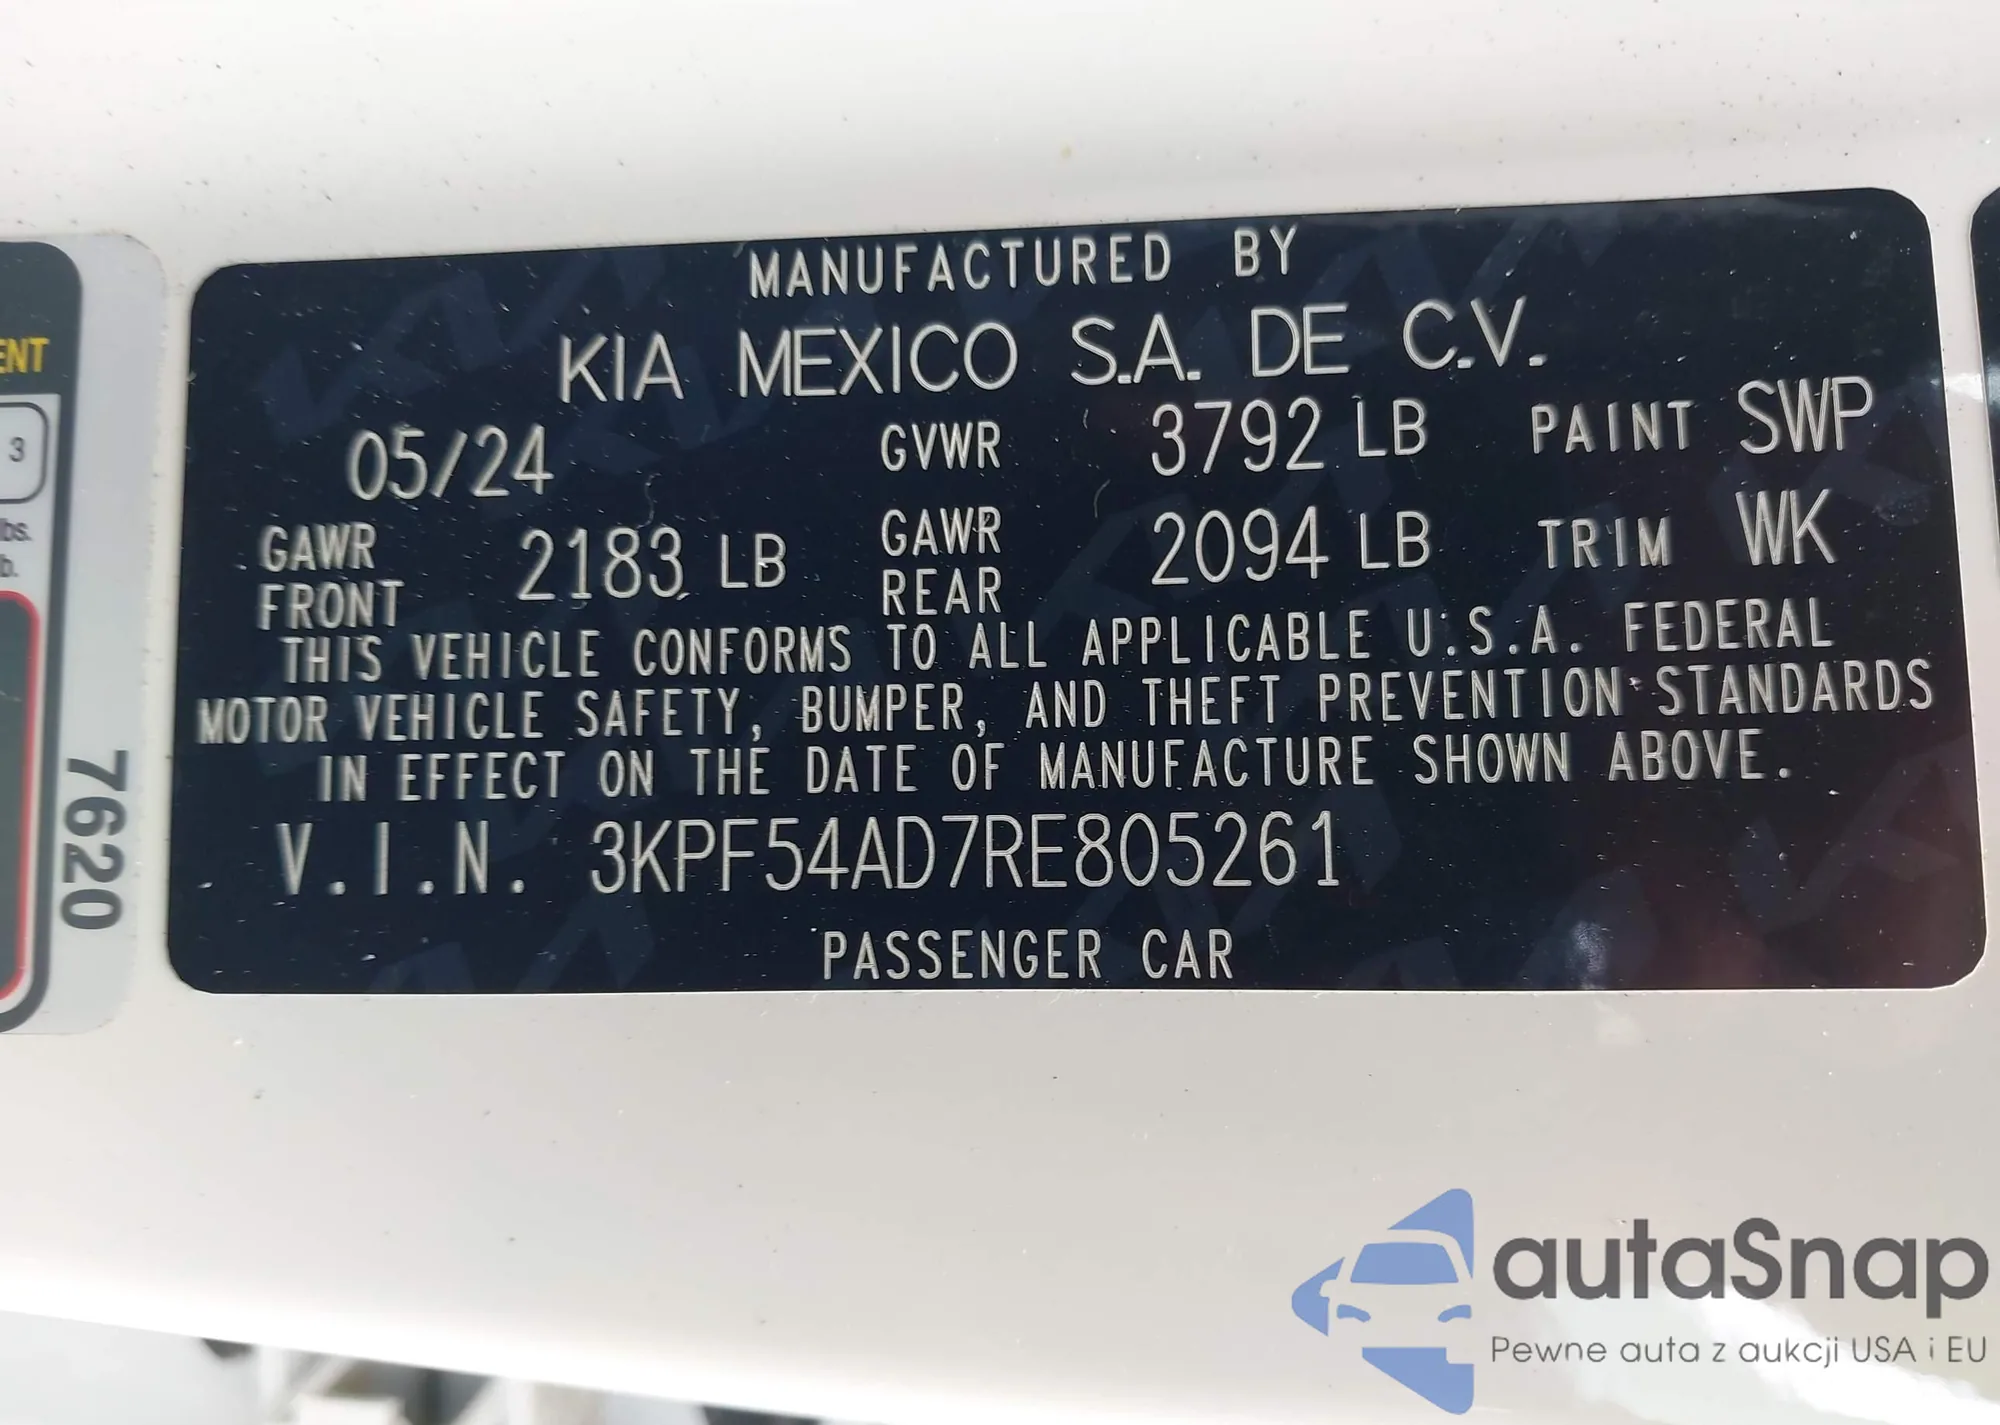 MANUFACTURED BY
KIA MEXICO S.A. DE C.V.
05/24 GVWR 3792 LB PAINT SWP
GAWR FRONT 2183 LB GAWR REAR 2094 LB TRIM WK
THIS VEHICLE CONFORMS TO ALL APPLICABLE U.S.A. FEDERAL
MOTOR VEHICLE SAFETY, BUMPER, AND THEFT PREVENTION STANDARDS
IN EFFECT ON THE DATE OF MANUFACTURE SHOWN ABOVE.
V.I.N. 3KPF54AD7RE805261
PASSENGER CAR
3
7620
autaSnap
Pewne auta z aukcji USA i EU